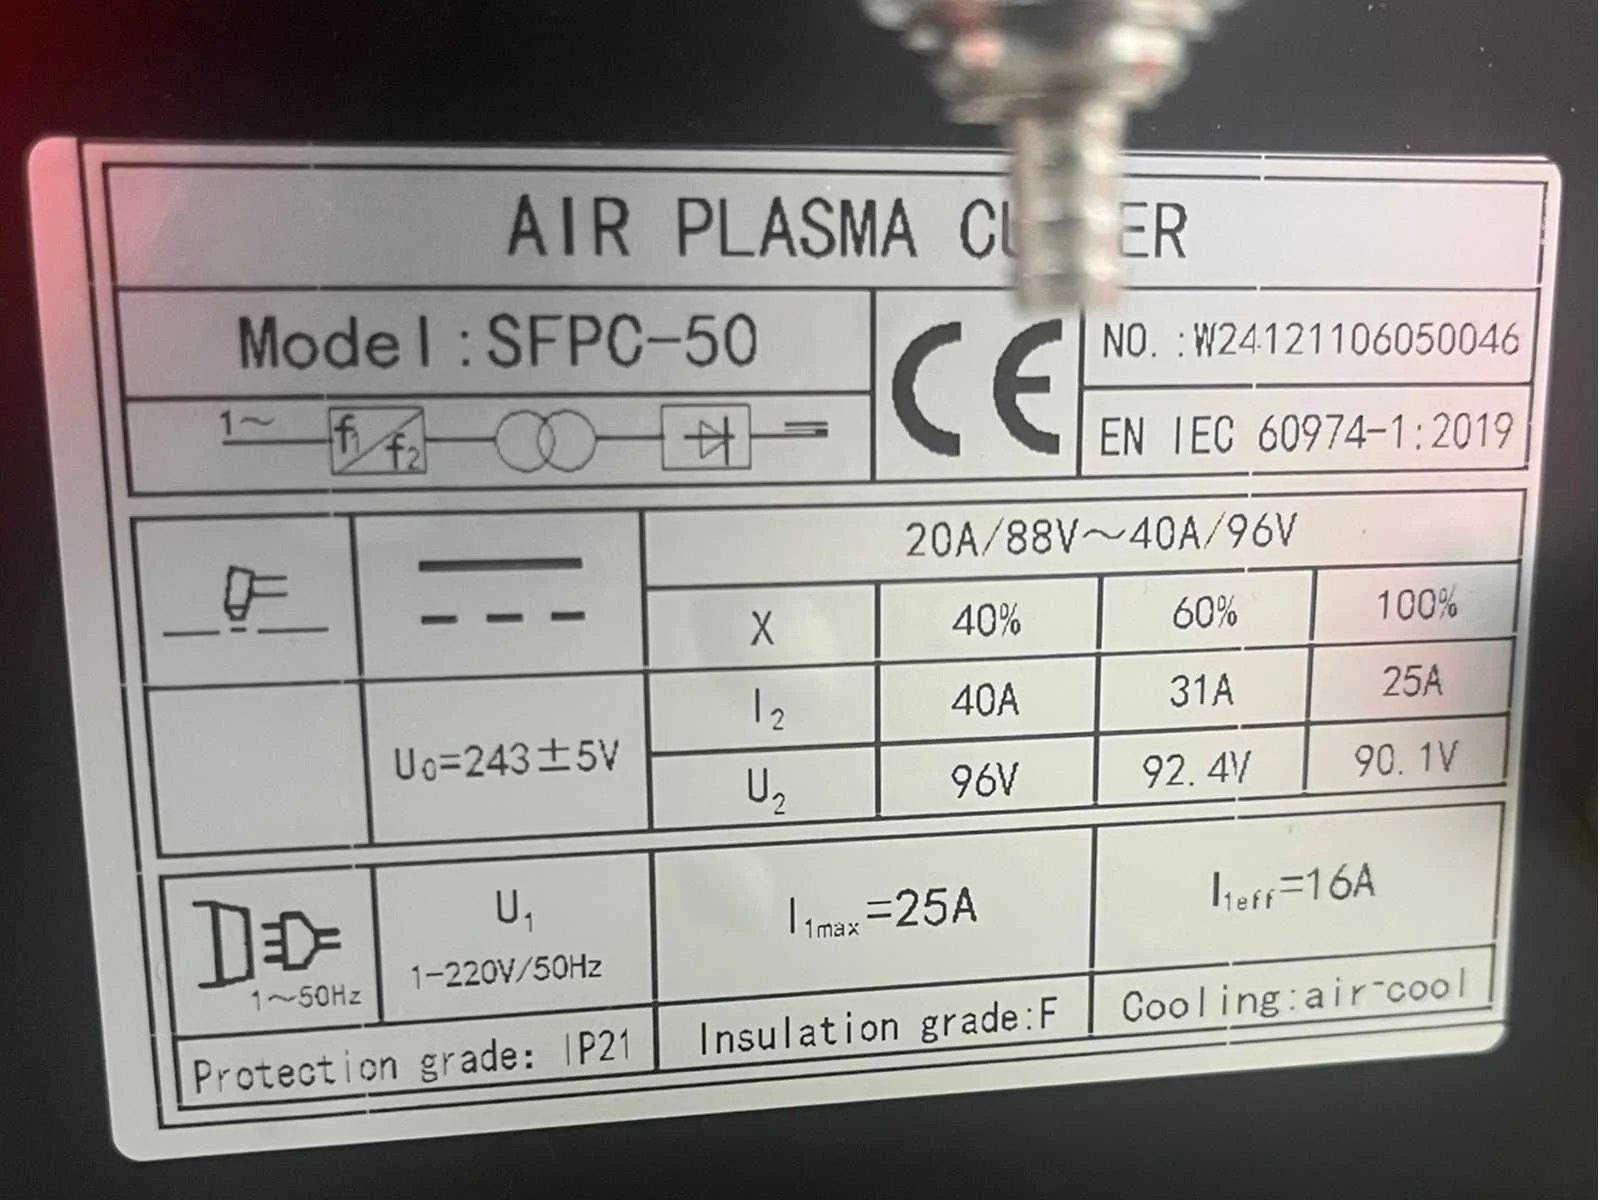 AIR PLASMA CUTTER
Model:SFPC-50
CE
NO.:W24121106050046
1~ f1 f2
EN IEC 60974-1:2019
20A/88V~40A/96V
X 40% 60% 100%
I2 40A 31A 25A
U0=243±5V
U2 96V 92.4V 90.1V
U1
1-220V/50Hz
1~50Hz
I1max=25A
I1eff=16A
Protection grade: IP21
Insulation grade:F
Cooling:air-cool